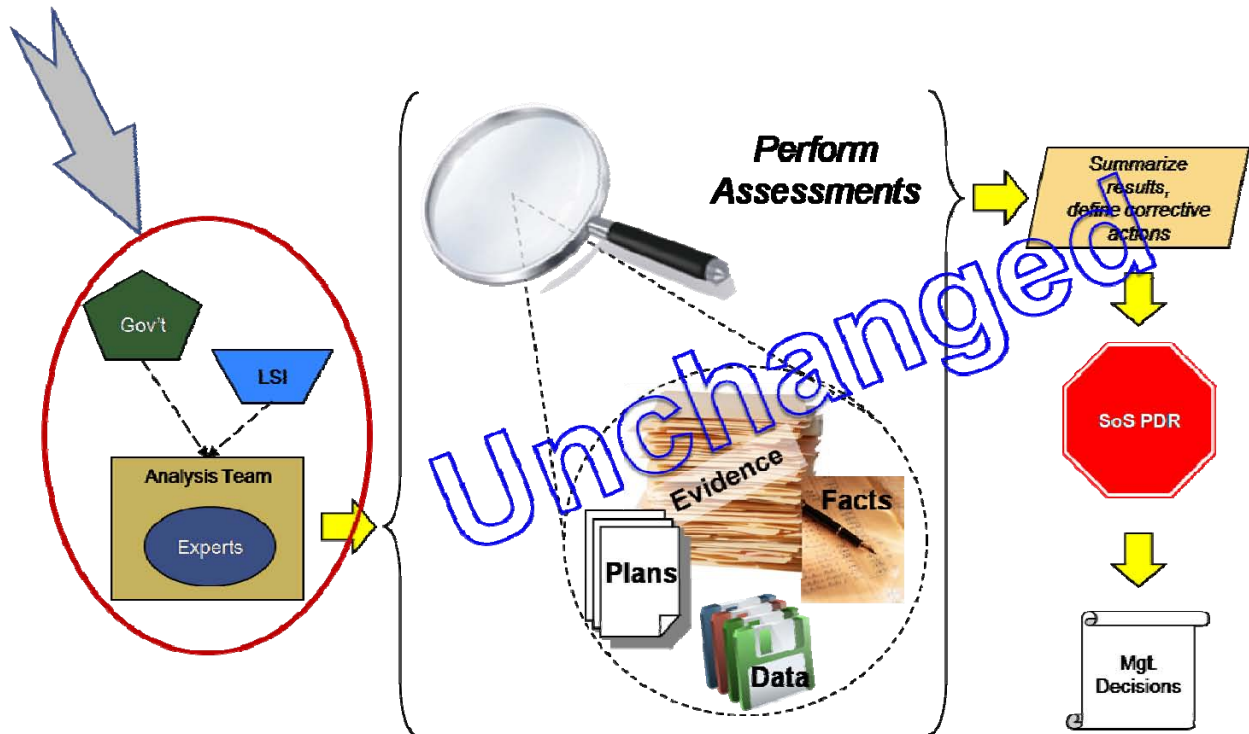 Gov't
LSI
Analysis Team
Experts
Perform
Assessments
Evidence
Facts
Plans
Data
Unchanged
Summarize
results,
define corrective
actions
SoS PDR
Mgt.
Decisions